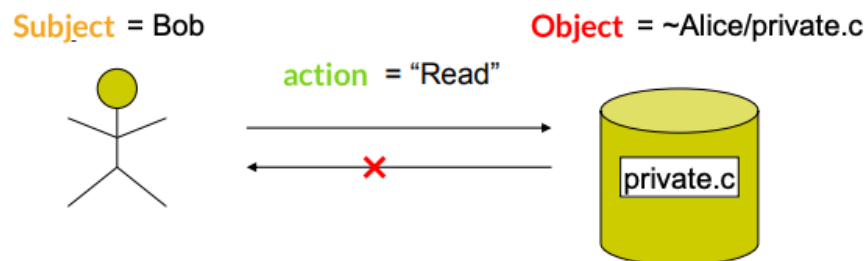 Subject = Bob
Object = ~Alice/private.c
action = “Read”
private.c